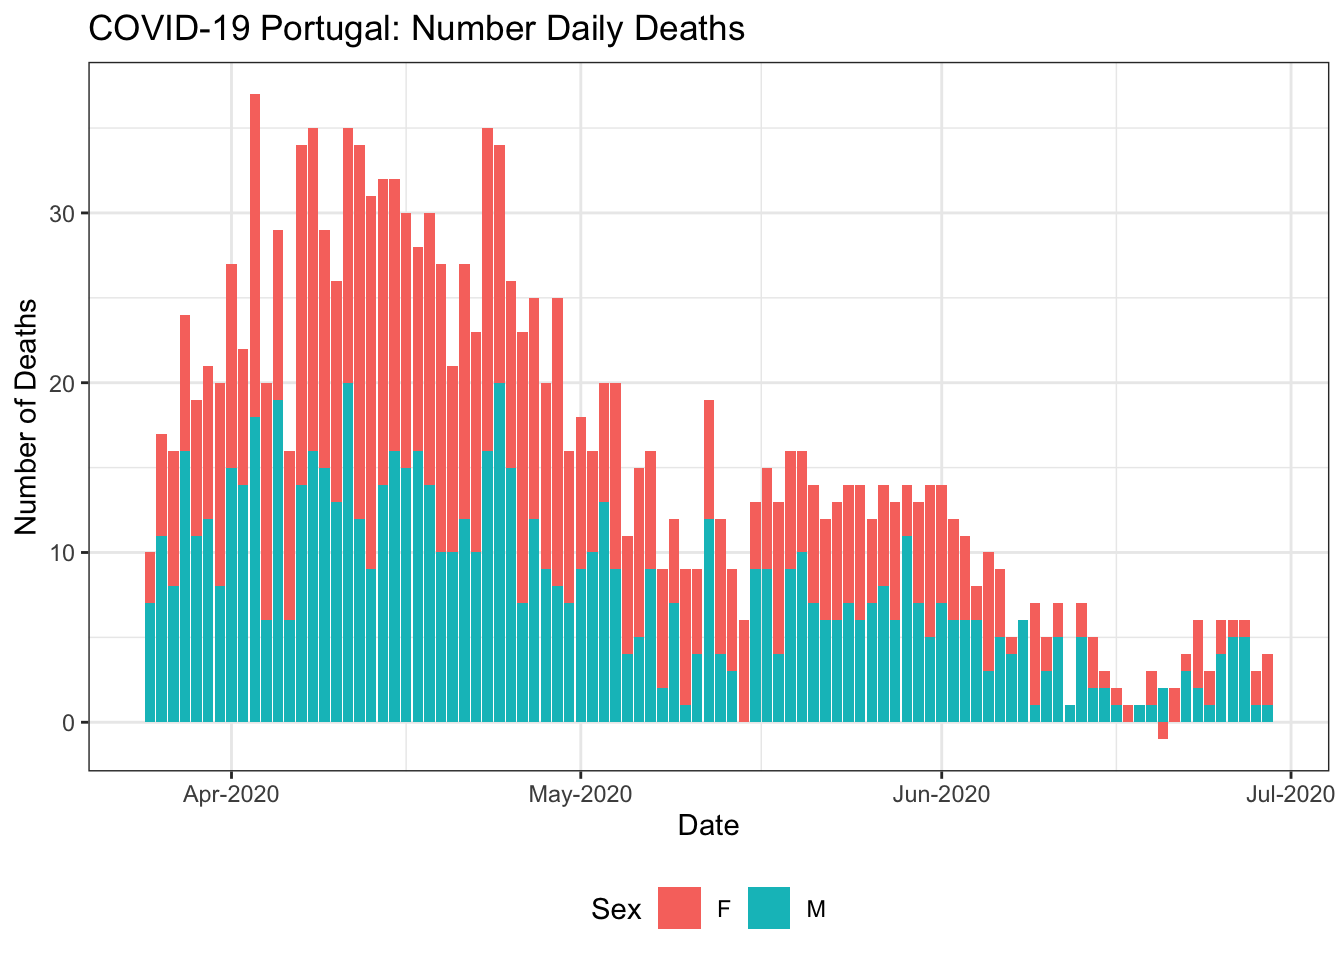 COVID-19 Portugal: Number Daily Deaths
Number of Deaths
30
20
10
0
Apr-2020 May-2020 Jun-2020 Jul-2020
Date
Sex F M